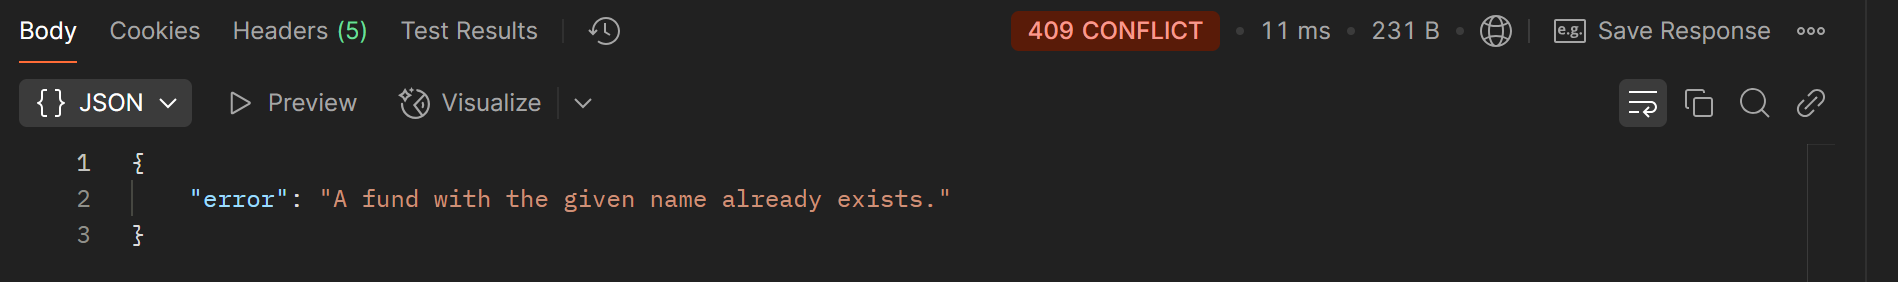 Body Cookies Headers (5) Test Results 409 CONFLICT • 11 ms • 231 B • e.g. Save Response
{} JSON Preview Visualize
1 {
2 "error": "A fund with the given name already exists."
3 }